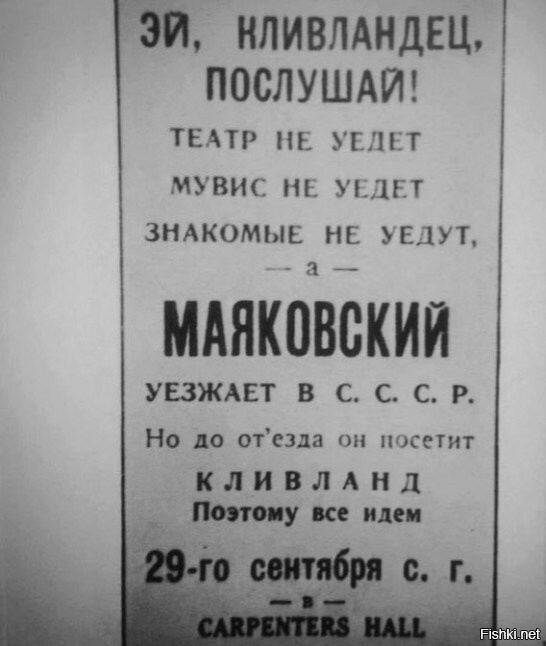 ЭЙ, КЛИВЛАНДЕЦ,
ПОСЛУШАЙ!
ТЕАТР НЕ УЕДЕТ
МУВИС НЕ УЕДЕТ
ЗНАКОМЫЕ НЕ УЕДУТ,
— а —
МАЯКОВСКИЙ
УЕЗЖАЕТ В С. С. С. Р.
Но до от'езда он посетит
КЛИВЛАНД
Поэтому все идем
29-го сентября с. г.
— в —
CARPENTERS HALL
Fishki.net